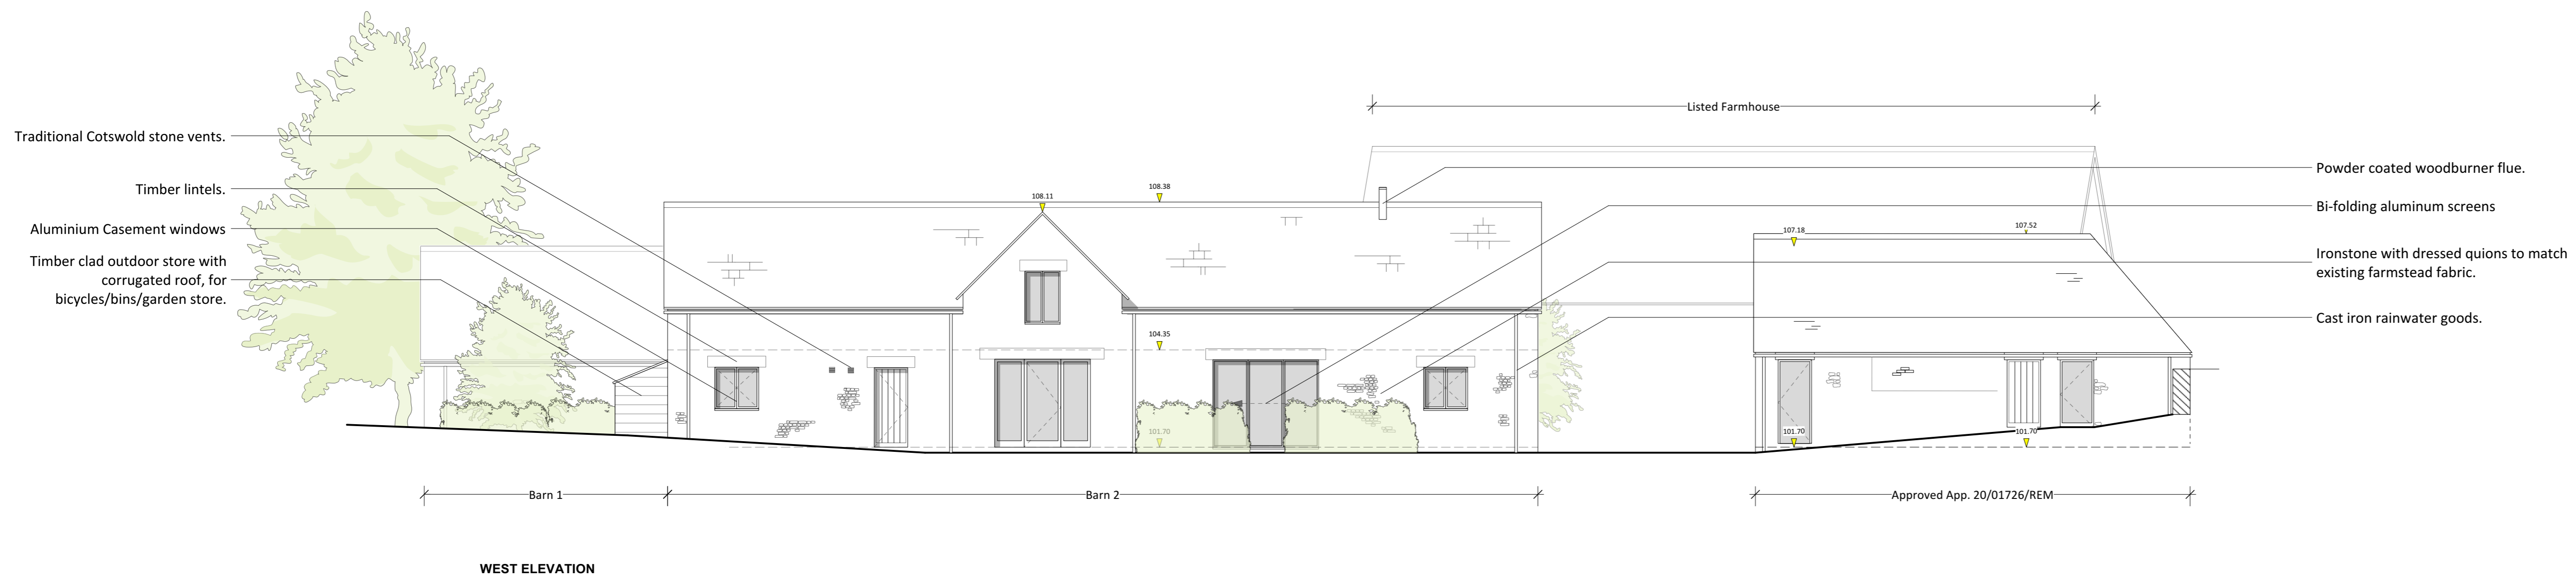 Listed Farmhouse
Traditional Cotswold stone vents.
Timber lintels.
Aluminium Casement windows
Timber clad outdoor store with
corrugated roof, for
bicycles/bins/garden store.
108.11
108.38
104.35
101.70
107.18
107.52
101.70
101.70
Powder coated woodburner flue.
Bi-folding aluminum screens
Ironstone with dressed quions to match
existing farmstead fabric.
Cast iron rainwater goods.
Barn 1
Barn 2
Approved App. 20/01726/REM
WEST ELEVATION